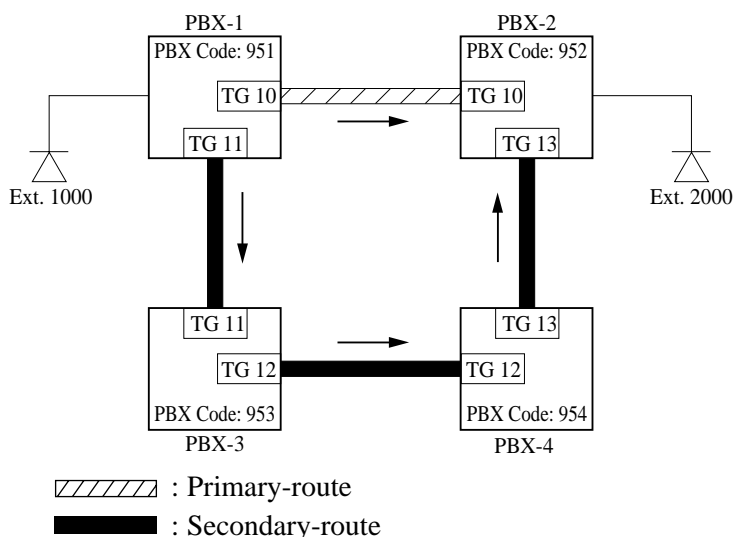 PBX-1
PBX-2
PBX Code: 951
PBX Code: 952
TG 10
TG 10
TG 11
TG 13
Ext. 1000
Ext. 2000
TG 11
TG 13
TG 12
TG 12
PBX Code: 953
PBX Code: 954
PBX-3
PBX-4
: Primary-route
: Secondary-route